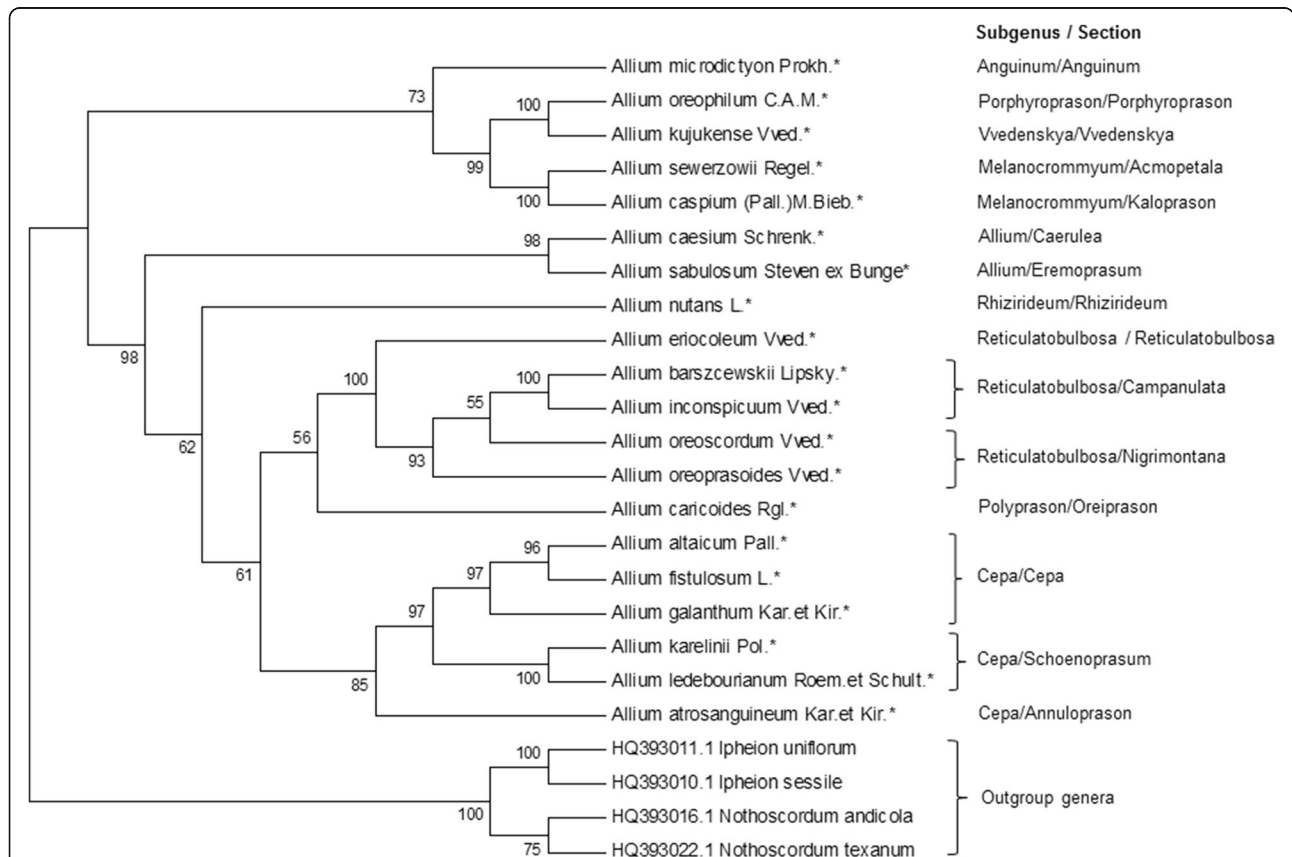 Subgenus / Section
Allium microdictyon Prokh.* Anguinum/Anguinum
73
100 Allium oreophilum C.A.M.* Porphyroprason/Porphyroprason
Allium kujukense Vved.* Vvedenskya/Vvedenskya
99
Allium sewerzowii Regel.* Melanocrommyum/Acmopetala
100 Allium caspium (Pall.)M.Bieb.* Melanocrommyum/Kaloprason
98 Allium caesium Schrenk.* Allium/Caerulea
Allium sabulosum Steven ex Bunge* Allium/Eremoprasum
Allium nutans L.* Rhizirideum/Rhizirideum
Allium eriocoleum Vved.* Reticulatobulbosa / Reticulatobulbosa
98
100 Allium barszcewskii Lipsky.*
100
Reticulatobulbosa/Campanulata
55 Allium inconspicuum Vved.*
56
62
Allium oreoscordum Vved.*
Reticulatobulbosa/Nigrimontana
93
Allium oreoprasoides Vved.*
Allium caricoides Rgl.* Polyprason/Oreiprason
96 Allium altaicum Pall.*
97
61
Allium fistulosum L.* Cepa/Cepa
97 Allium galanthum Kar.et Kir.*
Allium karelinii Pol.*
Cepa/Schoenoprasum
100 Allium ledebourianum Roem.et Schult.*
85
Allium atrosanguineum Kar.et Kir.* Cepa/Annuloprason
100 HQ393011.1 Ipheion uniflorum
HQ393010.1 Ipheion sessile
Outgroup genera
100
HQ393016.1 Nothoscordum andicola
75 HQ393022.1 Nothoscordum texanum